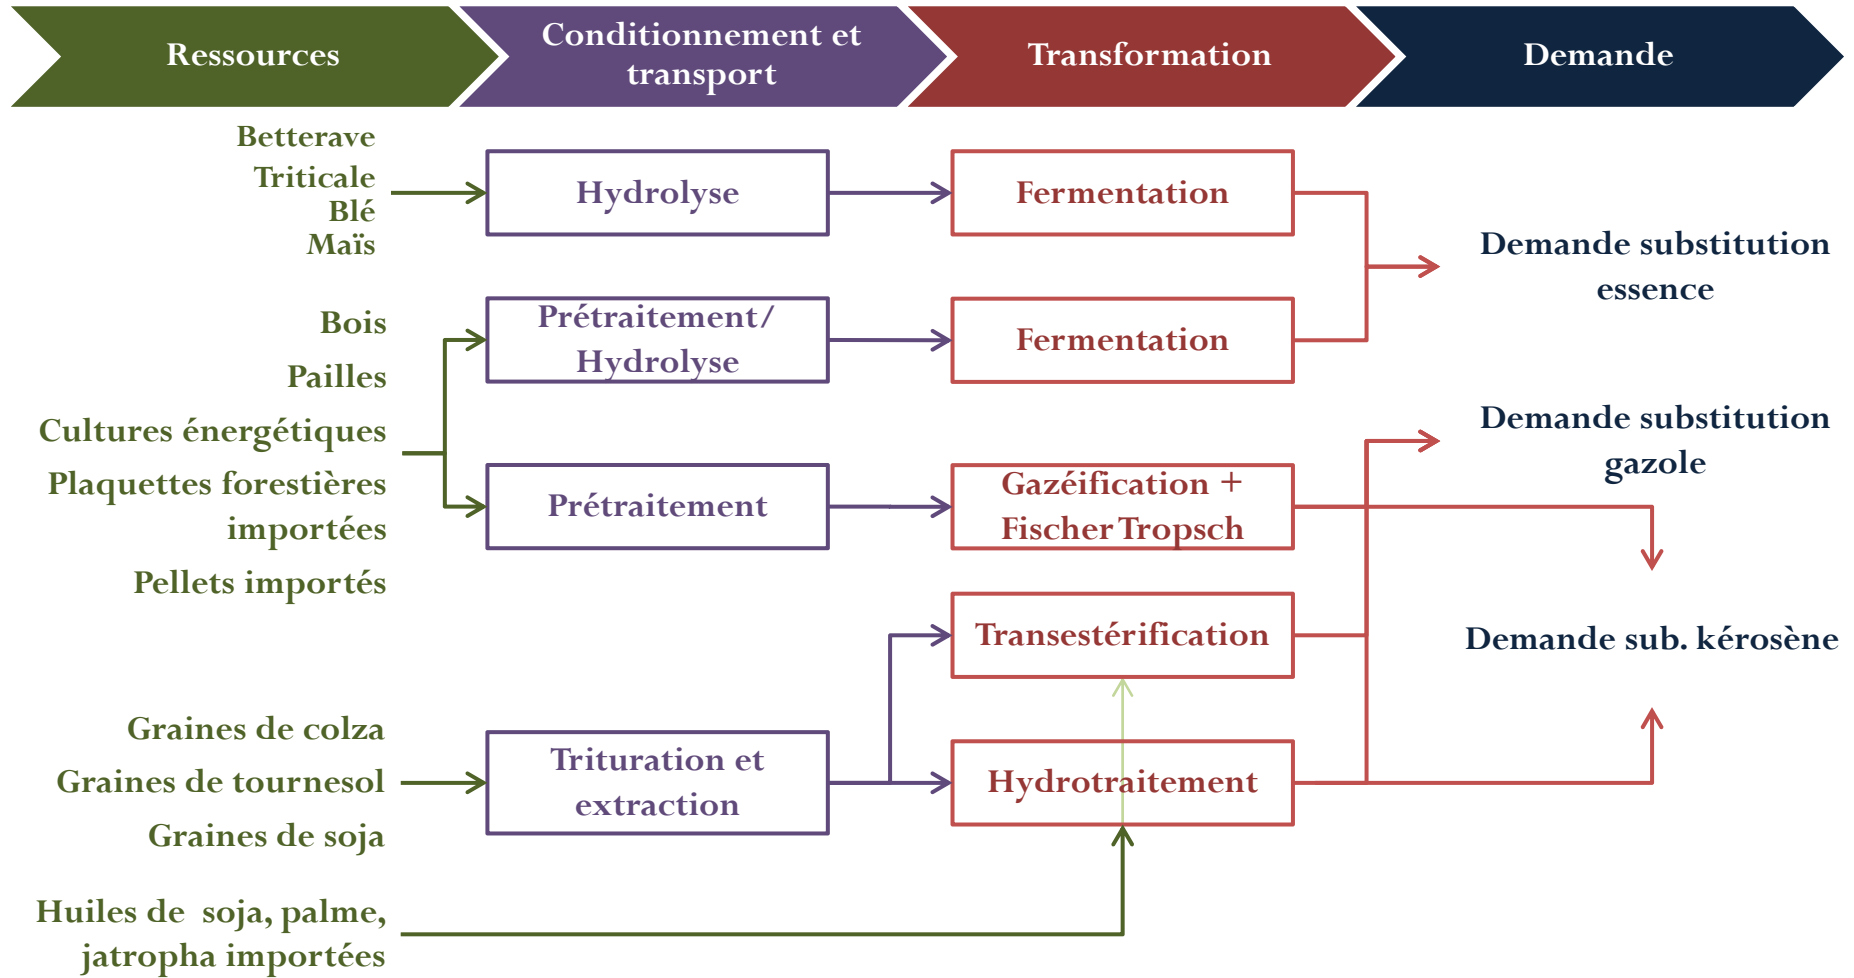 Ressources
Conditionnement et
transport
Transformation
Demande
Betterave
Triticale
Blé
Maïs
Hydrolyse
Fermentation
Demande substitution
essence
Bois
Pailles
Cultures énergétiques
Plaquettes forestières
importées
Pellets importés
Prétraitement/
Hydrolyse
Fermentation
Prétraitement
Gazéification +
Fischer Tropsch
Demande substitution
gazole
Transestérification
Demande sub. kérosène
Graines de colza
Graines de tournesol
Graines de soja
Trituration et
extraction
Hydrotraitement
Huiles de soja, palme,
jatropha importées